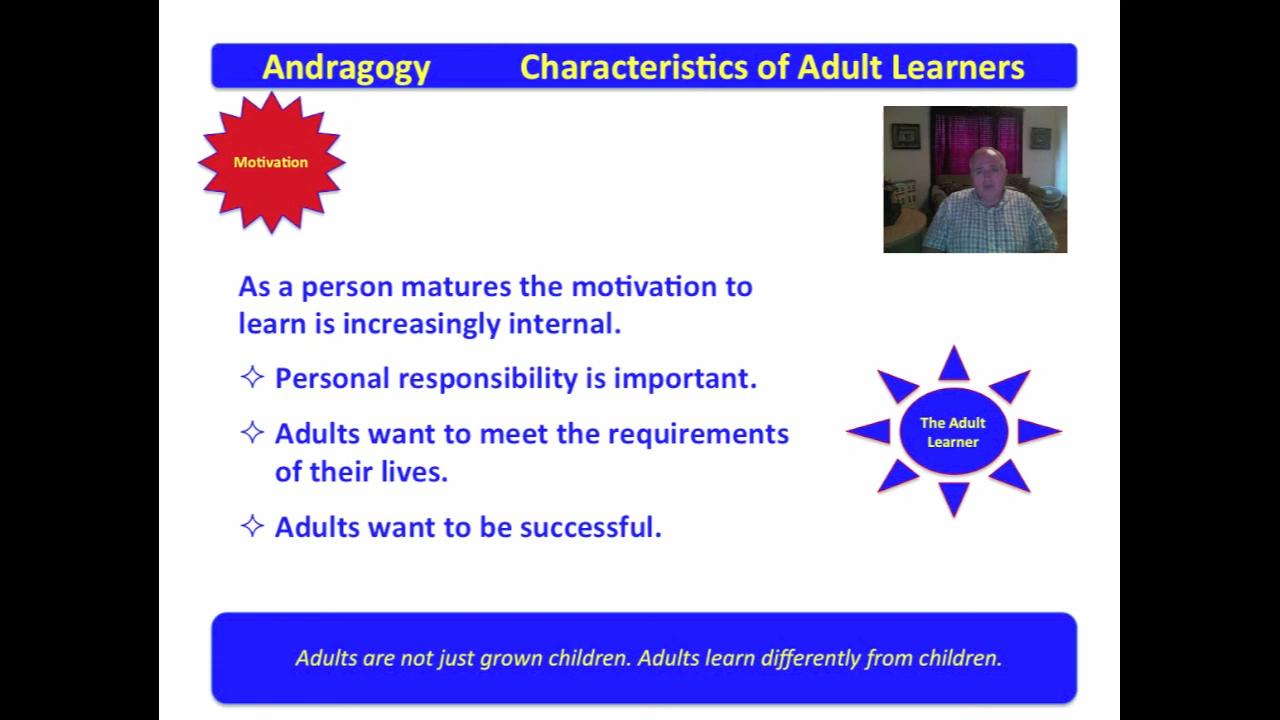 Andragogy Characteristics of Adult Learners
Motivation
As a person matures the motivation to
learn is increasingly internal.
✧ Personal responsibility is important.
✧ Adults want to meet the requirements
of their lives.
✧ Adults want to be successful.
The Adult
Learner
Adults are not just grown children. Adults learn differently from children.